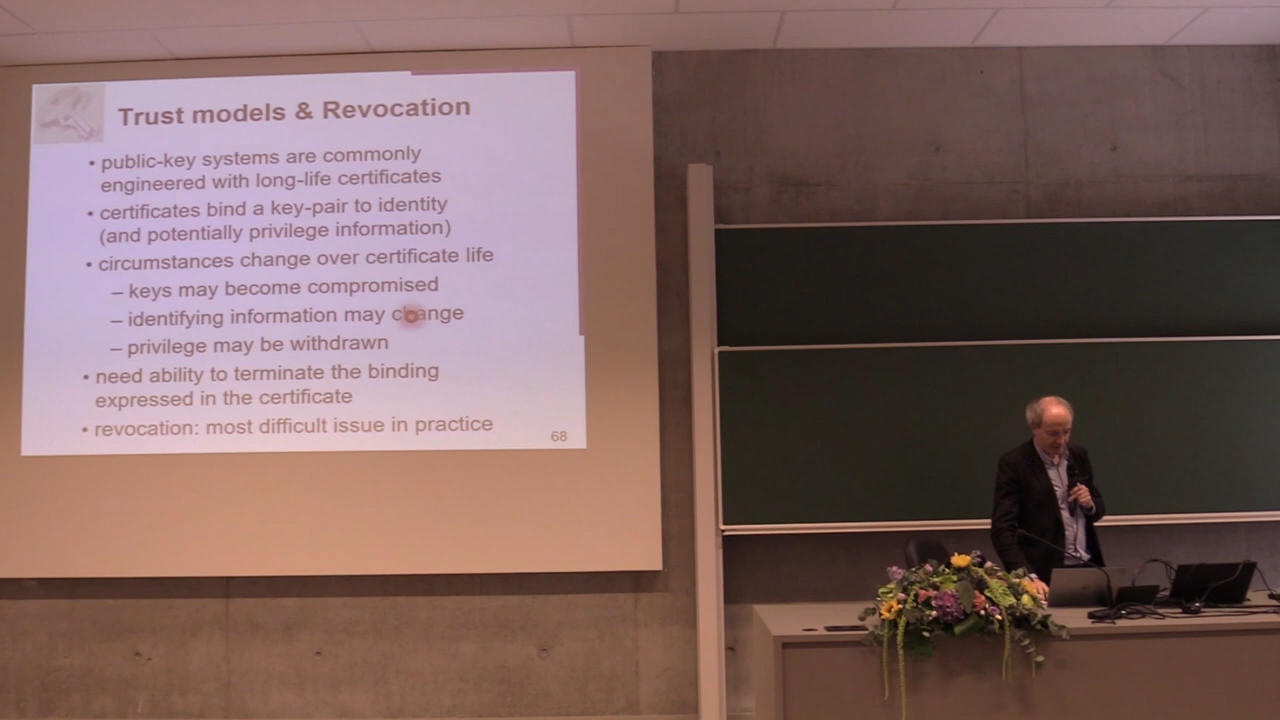 Trust models & Revocation
• public-key systems are commonly
engineered with long-life certificates
• certificates bind a key-pair to identity
(and potentially privilege information)
• circumstances change over certificate life
– keys may become compromised
– identifying information may change
– privilege may be withdrawn
• need ability to terminate the binding
expressed in the certificate
• revocation: most difficult issue in practice
68